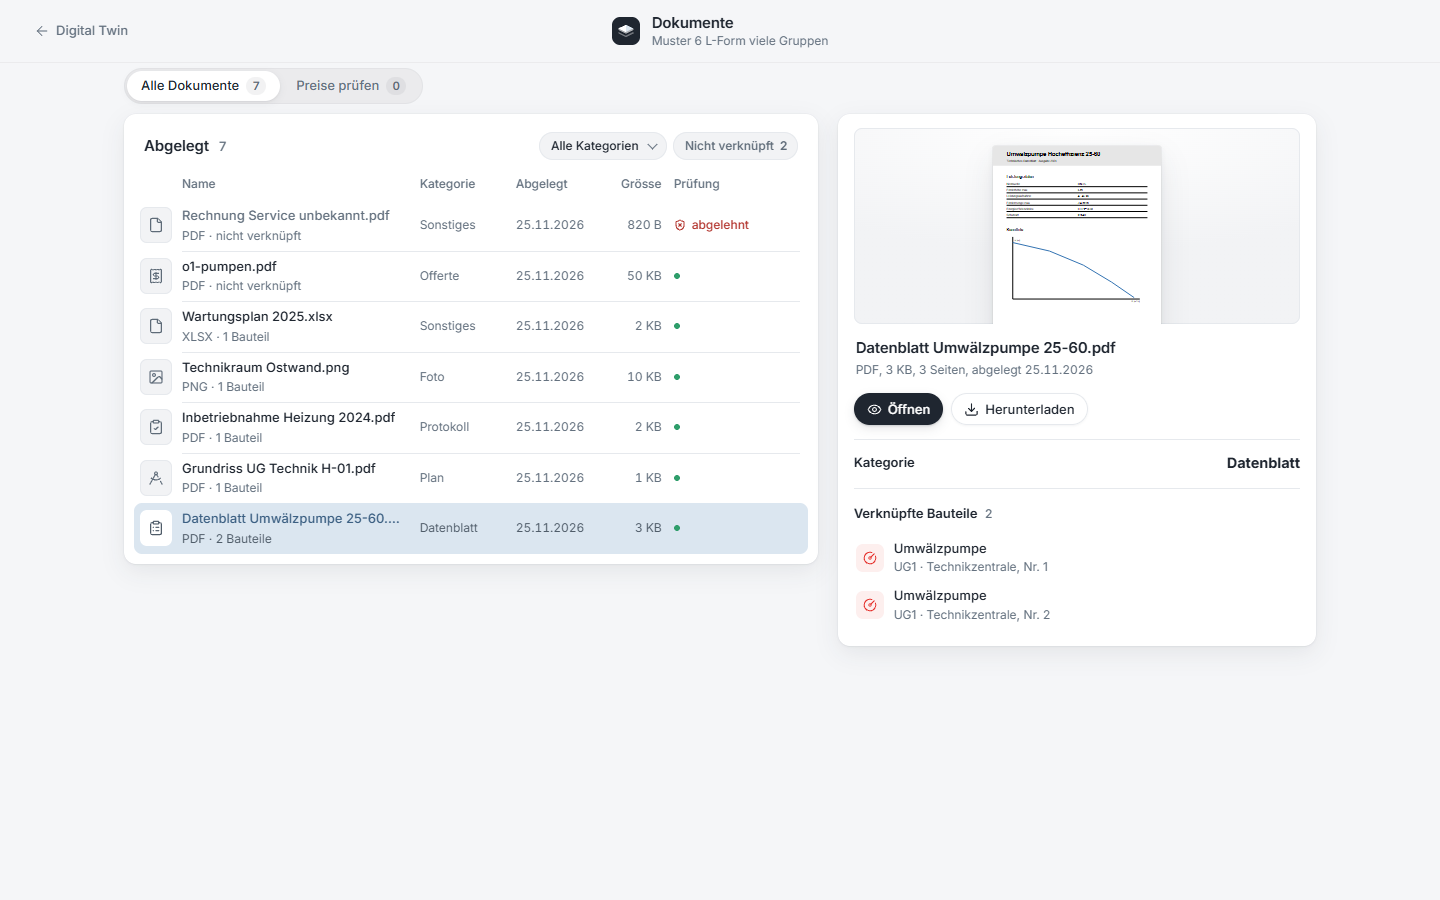 Digital Twin
Dokumente
Muster 6 L-Form viele Gruppen
Alle Dokumente 7
Preise prüfen 0
Abgelegt 7
Alle Kategorien
Nicht verknüpft 2
Name Kategorie Abgelegt Grösse Prüfung
Rechnung Service unbekannt.pdf
PDF · nicht verknüpft
Sonstiges 25.11.2026 820 B abgelehnt
o1-pumpen.pdf
PDF · nicht verknüpft
Offerte 25.11.2026 50 KB
Wartungsplan 2025.xlsx
XLSX · 1 Bauteil
Sonstiges 25.11.2026 2 KB
Technikraum Ostwand.png
PNG · 1 Bauteil
Foto 25.11.2026 10 KB
Inbetriebnahme Heizung 2024.pdf
PDF · 1 Bauteil
Protokoll 25.11.2026 2 KB
Grundriss UG Technik H-01.pdf
PDF · 1 Bauteil
Plan 25.11.2026 1 KB
Datenblatt Umwälzpumpe 25-60....
PDF · 2 Bauteile
Datenblatt 25.11.2026 3 KB
Umwälzpumpe Hocheffizienz 25-60
Datenblatt Umwälzpumpe 25-60.pdf
PDF, 3 KB, 3 Seiten, abgelegt 25.11.2026
Öffnen
Herunterladen
Kategorie Datenblatt
Verknüpfte Bauteile 2
Umwälzpumpe
UG1 · Technikzentrale, Nr. 1
Umwälzpumpe
UG1 · Technikzentrale, Nr. 2